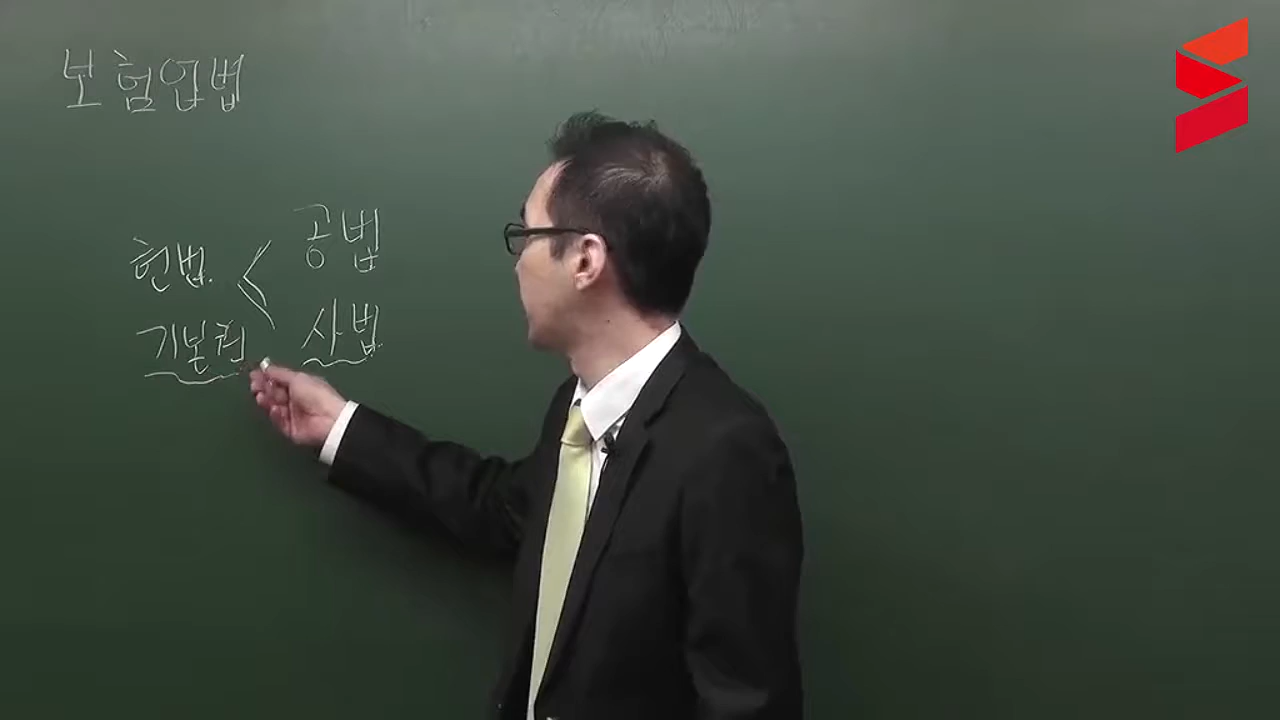 보험업법
헌법. < 공법
기본권 사법